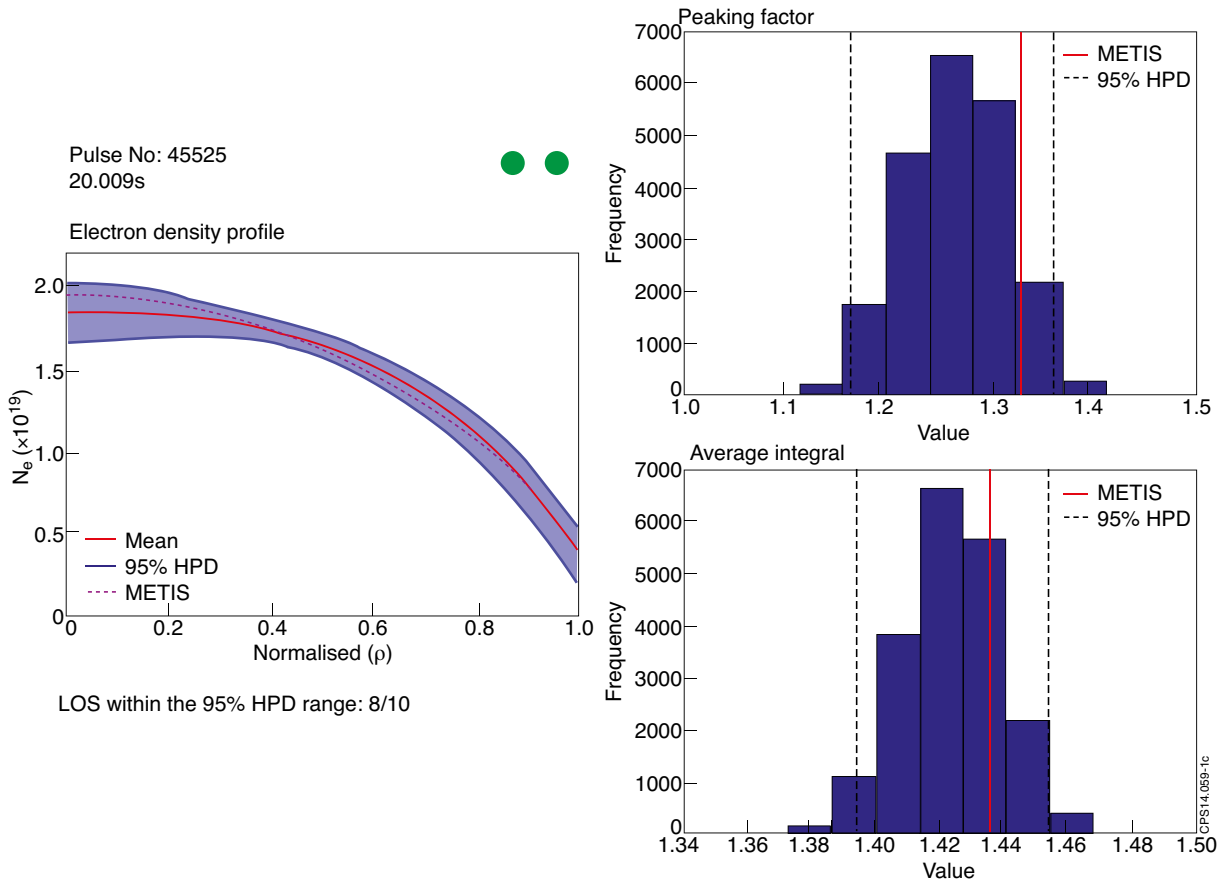 Pulse No: 45525
20.009s
Electron density profile
2.0
1.5
1.0
0.5
0
N_e (×10^19)
Mean
95% HPD
METIS
0 0.2 0.4 0.6 0.8 1.0
Normalised (ρ)
LOS within the 95% HPD range: 8/10
Peaking factor
7000
6000
5000
4000
3000
2000
1000
0
Frequency
METIS
95% HPD
1.0 1.1 1.2 1.3 1.4 1.5
Value
Average integral
7000
6000
5000
4000
3000
2000
1000
0
Frequency
METIS
95% HPD
1.34 1.36 1.38 1.40 1.42 1.44 1.46 1.48 1.50
Value
CPS14.059-1c